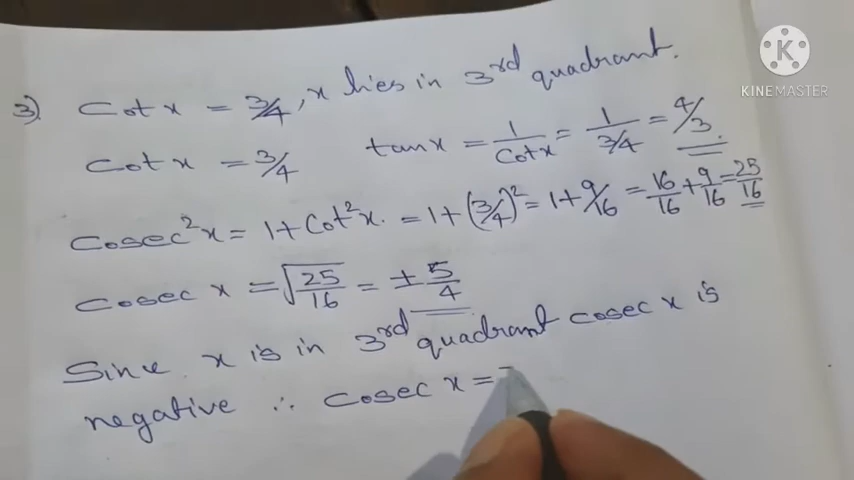 K
KINEMASTER
3) Cot x = 3/4, x lies in 3rd quadrant.
Cot x = 3/4 tan x = 1/Cot x = 1/3/4 = 4/3
Cosec²x = 1 + Cot²x. = 1 + (3/4)² = 1 + 9/16 = 16/16 + 9/16 = 25/16
Cosec x = √25/16 = ± 5/4
Since x is in 3rd quadrant cosec x is
negative ∴ Cosec x = -